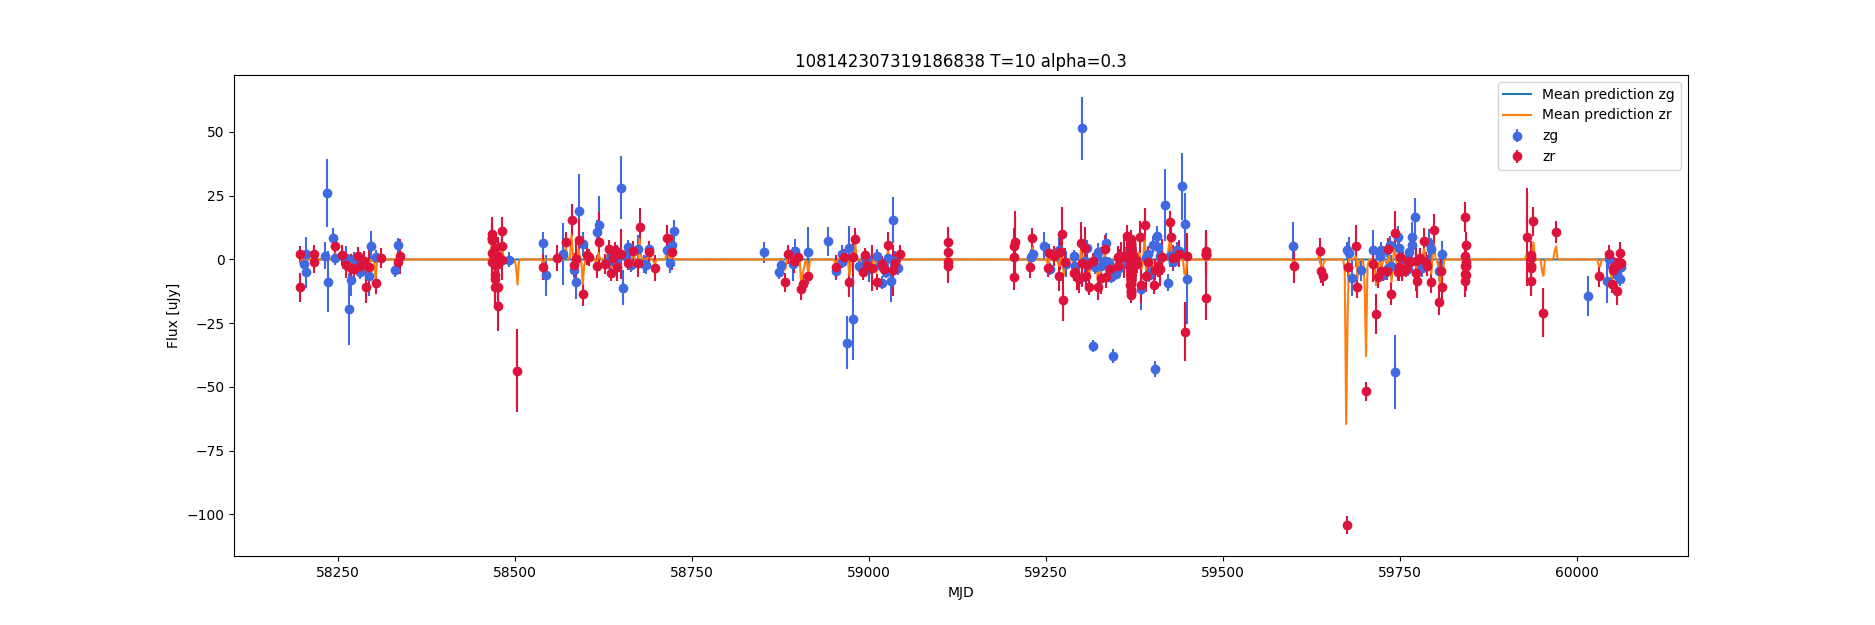 108142307319186838 T=10 alpha=0.3
Mean prediction zg
Mean prediction zr
zg
zr
50
25
0
−25
−50
−75
−100
Flux [uJy]
58250 58500 58750 59000 59250 59500 59750 60000
MJD